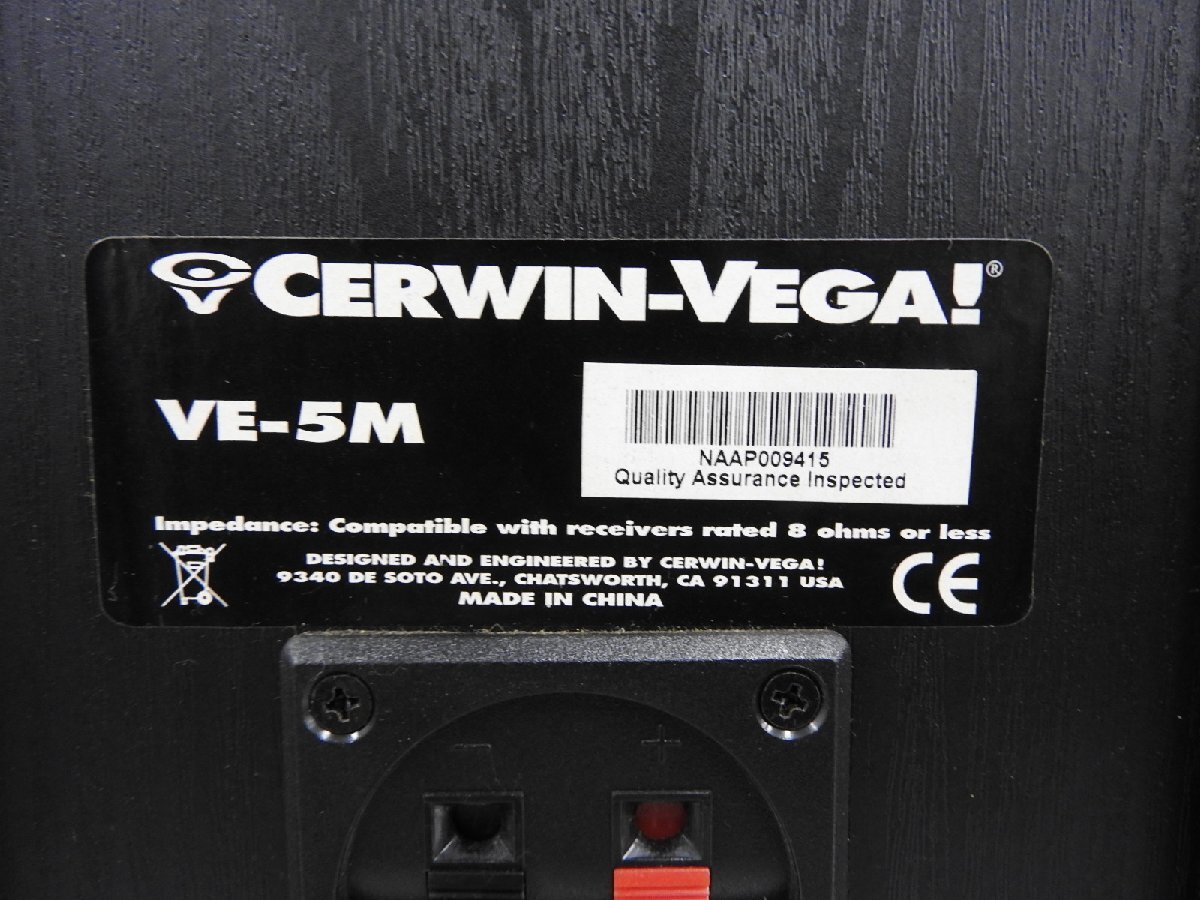 CERWIN-VEGA!®
VE-5M
NAAP009415
Quality Assurance Inspected
Impedance: Compatible with receivers rated 8 ohms or less
DESIGNED AND ENGINEERED BY CERWIN-VEGA!
9340 DE SOTO AVE., CHATSWORTH, CA 91311 USA
MADE IN CHINA
CE
- +